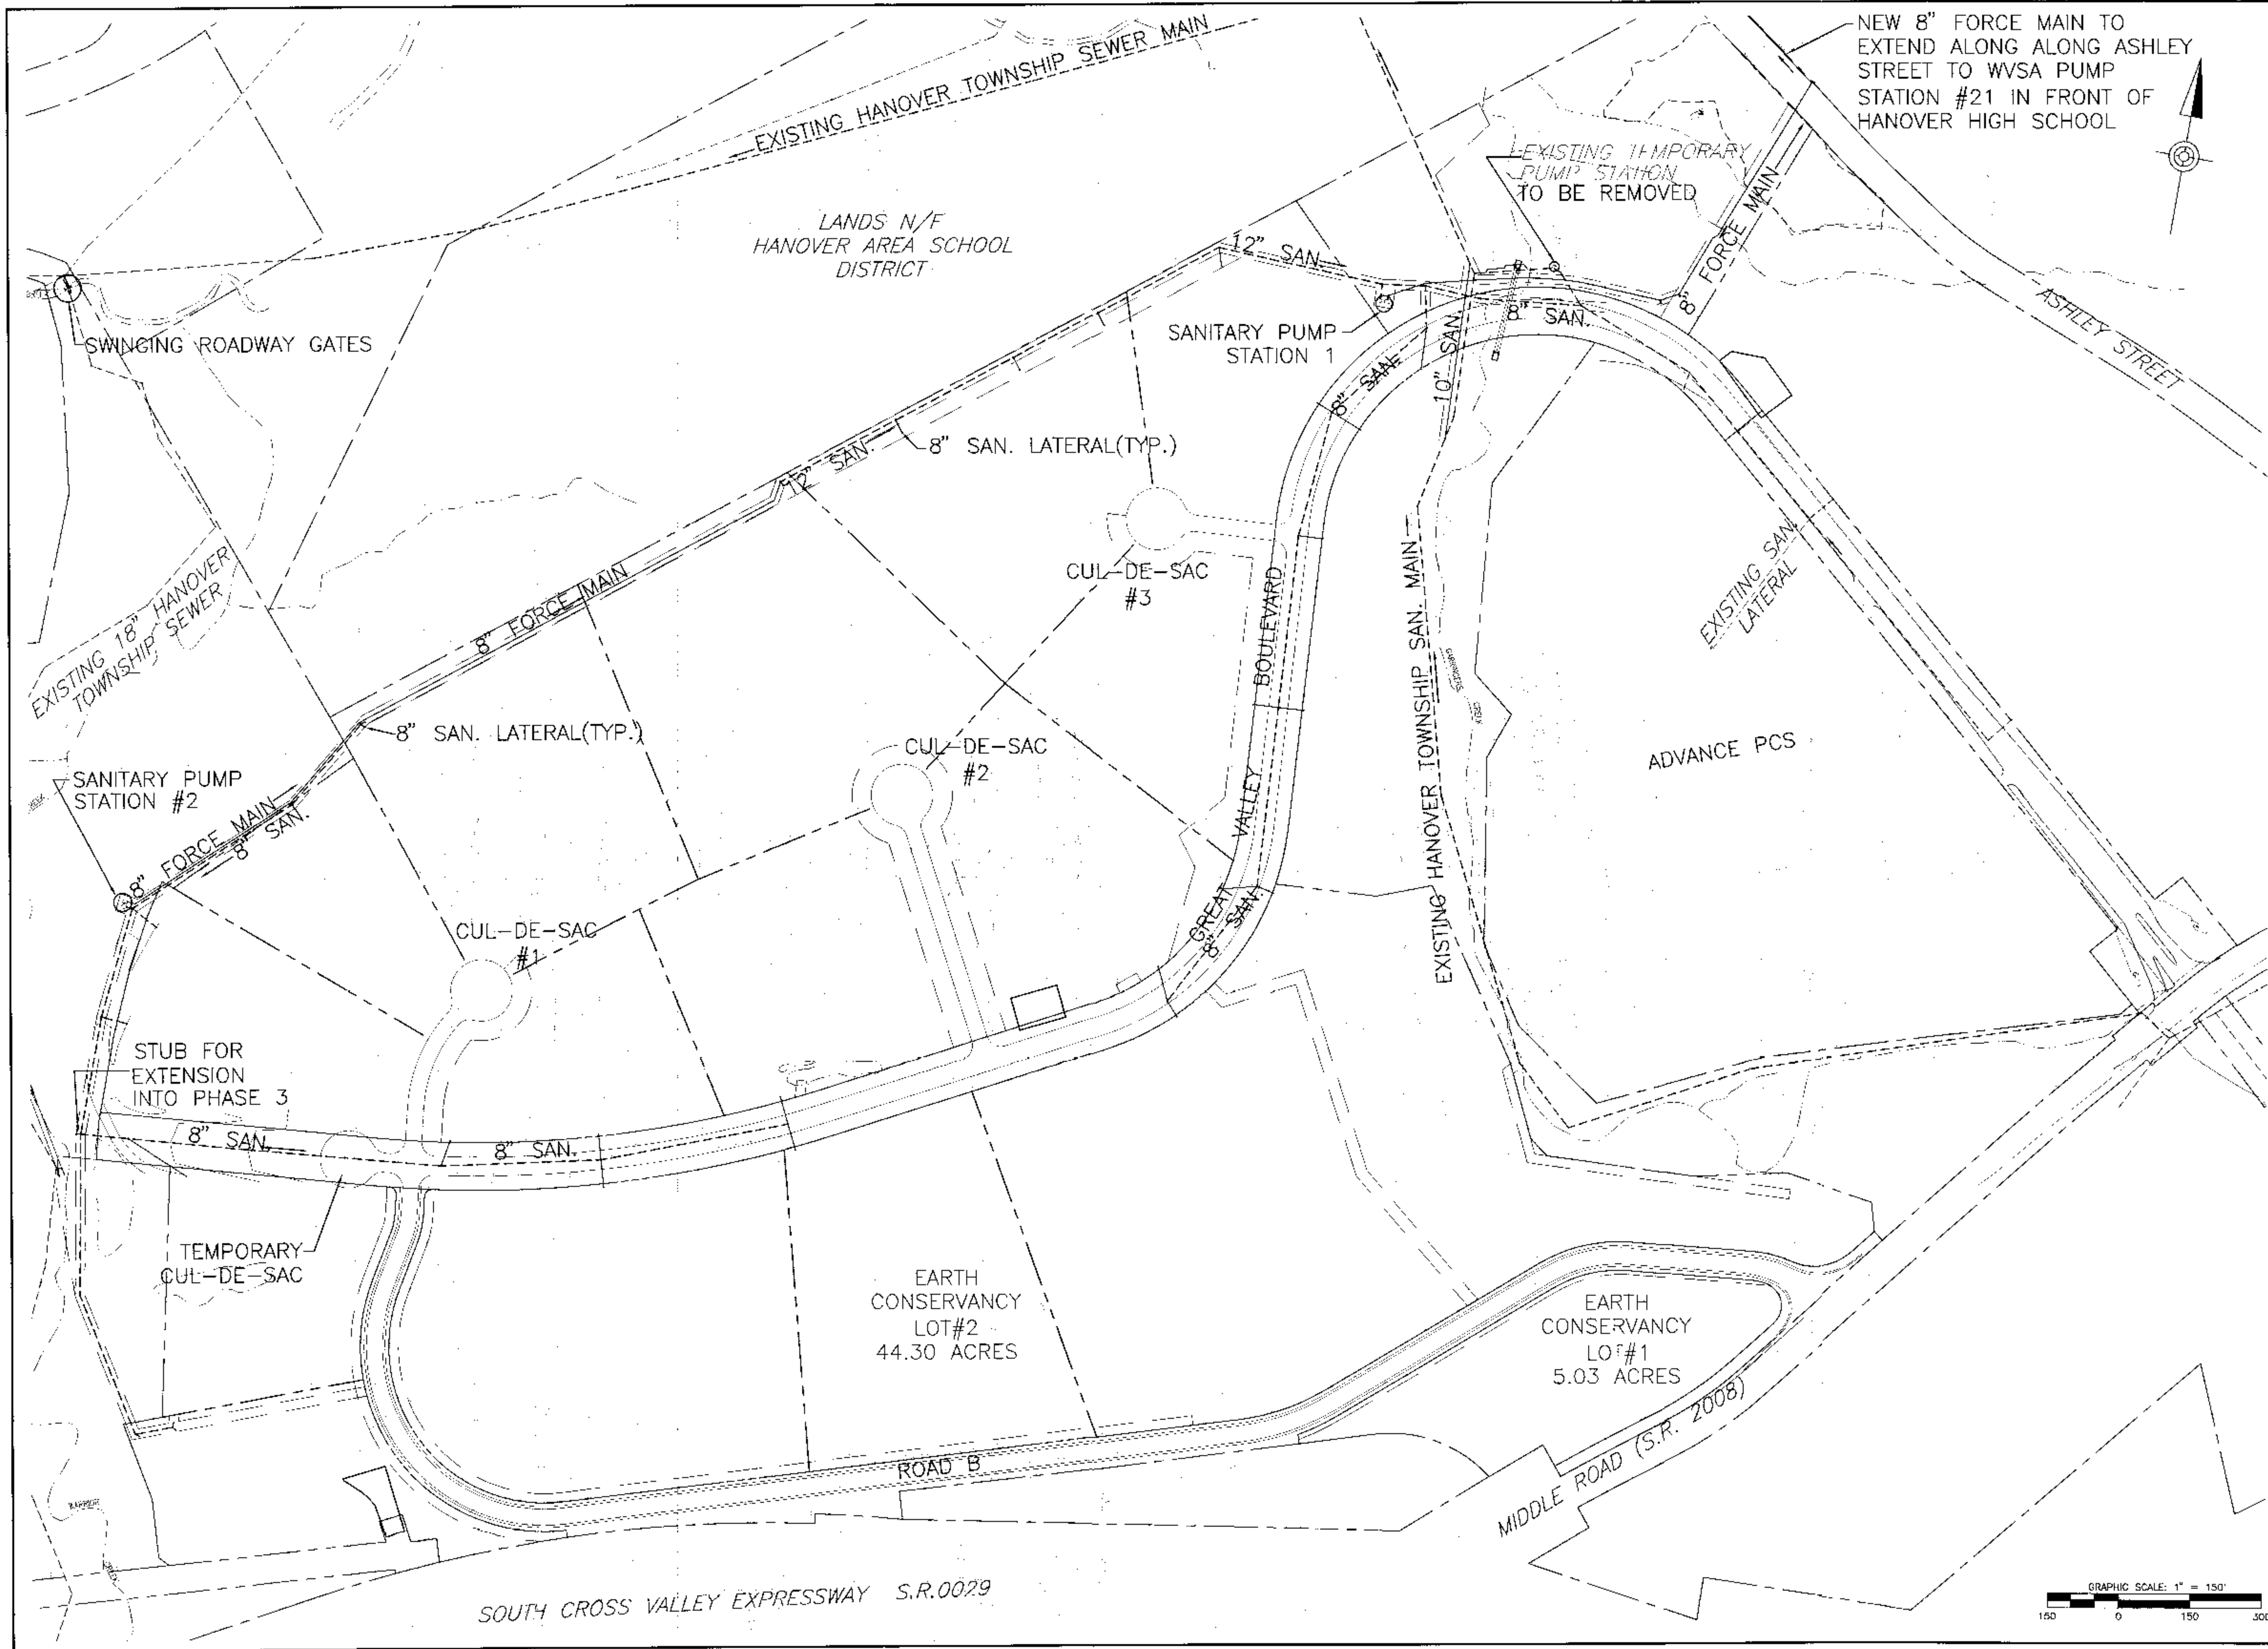 NEW 8" FORCE MAIN TO
EXTEND ALONG ALONG ASHLEY
STREET TO WVSA PUMP
STATION #21 IN FRONT OF
HANOVER HIGH SCHOOL
EXISTING HANOVER TOWNSHIP SEWER MAIN
EXISTING TEMPORARY
PUMP STATION
TO BE REMOVED
LANDS N/F
HANOVER AREA SCHOOL
DISTRICT
12" SAN.
8" FORCE MAIN
ASHLEY STREET
SWINGING ROADWAY GATES
SANITARY PUMP
STATION 1
8" SAN.
10" SAN.
8" SAN.
12" SAN.
8" SAN. LATERAL(TYP.)
CUL-DE-SAC
#3
EXISTING SAN.
LATERAL
EXISTING 18" HANOVER
TOWNSHIP SEWER
8" FORCE MAIN
8" SAN. LATERAL(TYP.)
CUL-DE-SAC
#2
GREAT VALLEY BOULEVARD
EXISTING HANOVER TOWNSHIP SAN. MAIN
ADVANCE PCS
SANITARY PUMP
STATION #2
8" FORCE MAIN
8" SAN.
CUL-DE-SAC
#1
8" SAN.
STUB FOR
EXTENSION
INTO PHASE 3
8" SAN.
8" SAN.
TEMPORARY
CUL-DE-SAC
EARTH
CONSERVANCY
LOT#2
44.30 ACRES
EARTH
CONSERVANCY
LOT#1
5.03 ACRES
ROAD B
MIDDLE ROAD (S.R. 2008)
SOUTH CROSS VALLEY EXPRESSWAY S.R.0029
GRAPHIC SCALE: 1" = 150'
150 0 150 300